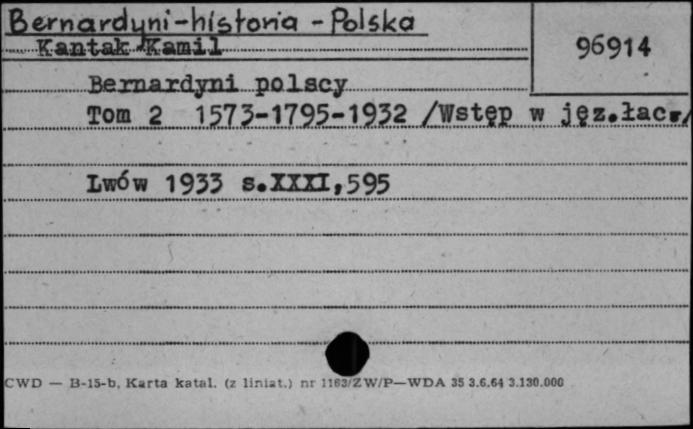 Bernardyni-historia - Polska
Kantak Kamil
96914
Bernardyni polscy
Tom 2 1573-1795-1932 /Wstęp w jęz.łac./
Lwów 1933 s.XXXI,595
CWD — B-15-b, Karta katal. (z liniat.) nr 1163/ZW/P—WDA 35 3.6.64 3.130.000